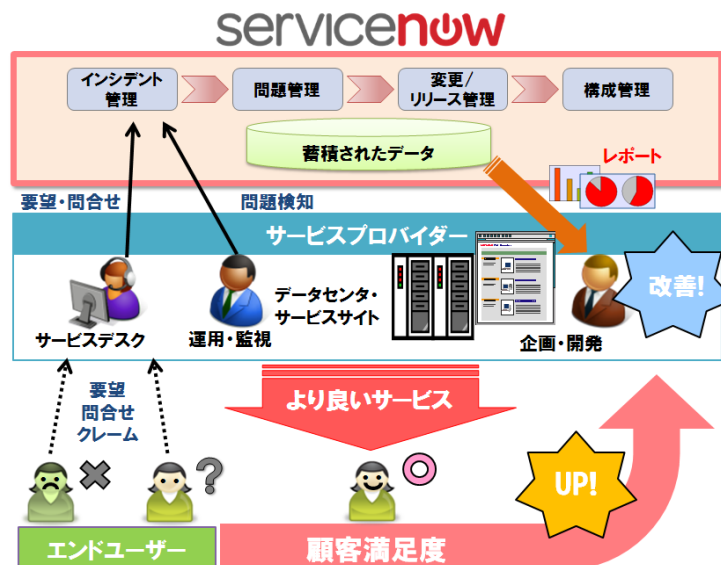 servicenow
インシデント
管理
問題管理
変更/
リリース管理
構成管理
蓄積されたデータ
レポート
要望・問合せ
問題検知
サービスプロバイダー
サービスデスク
運用・監視
データセンタ・
サービスサイト
企画・開発
改善!
要望
問合せ
クレーム
より良いサービス
?
UP!
エンドユーザー
顧客満足度